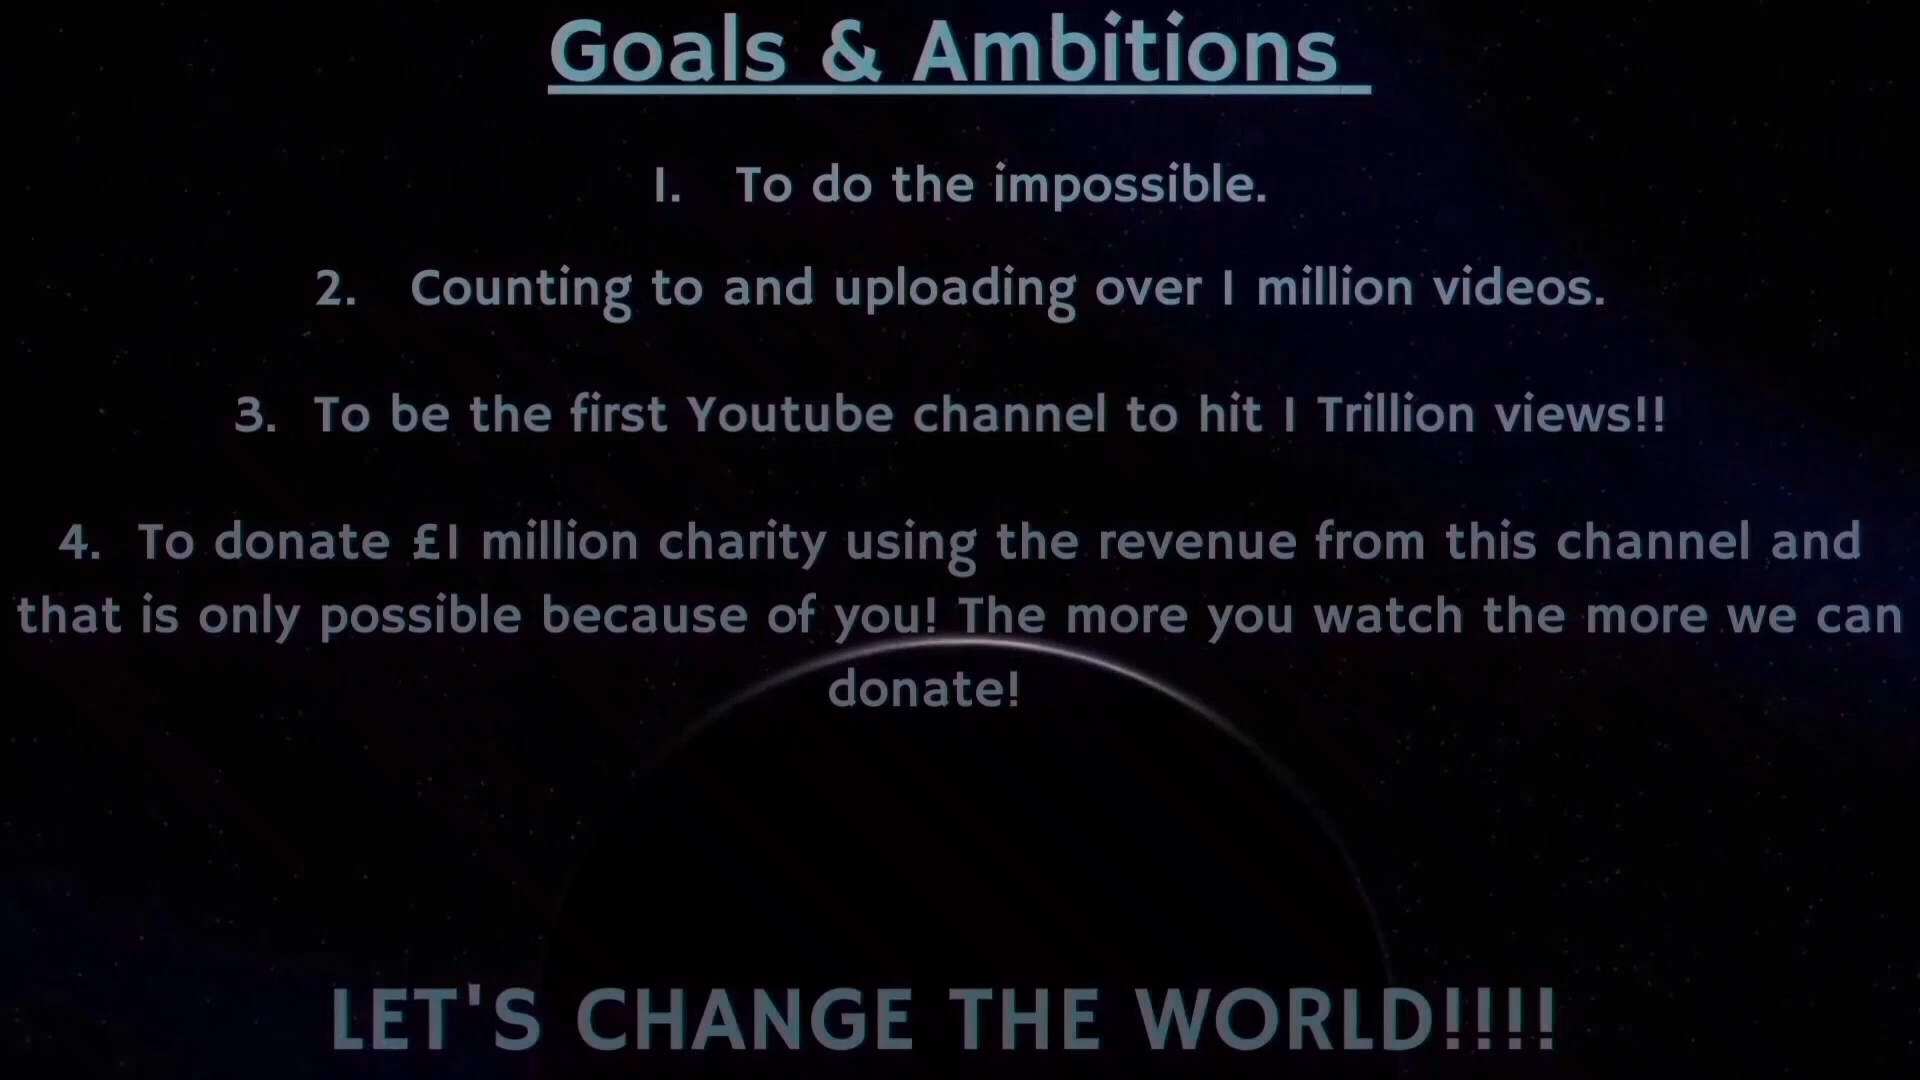 Goals & Ambitions
1. To do the impossible.
2. Counting to and uploading over 1 million videos.
3. To be the first Youtube channel to hit 1 Trillion views!!
4. To donate £1 million charity using the revenue from this channel and
that is only possible because of you! The more you watch the more we can
donate!
LET'S CHANGE THE WORLD!!!!